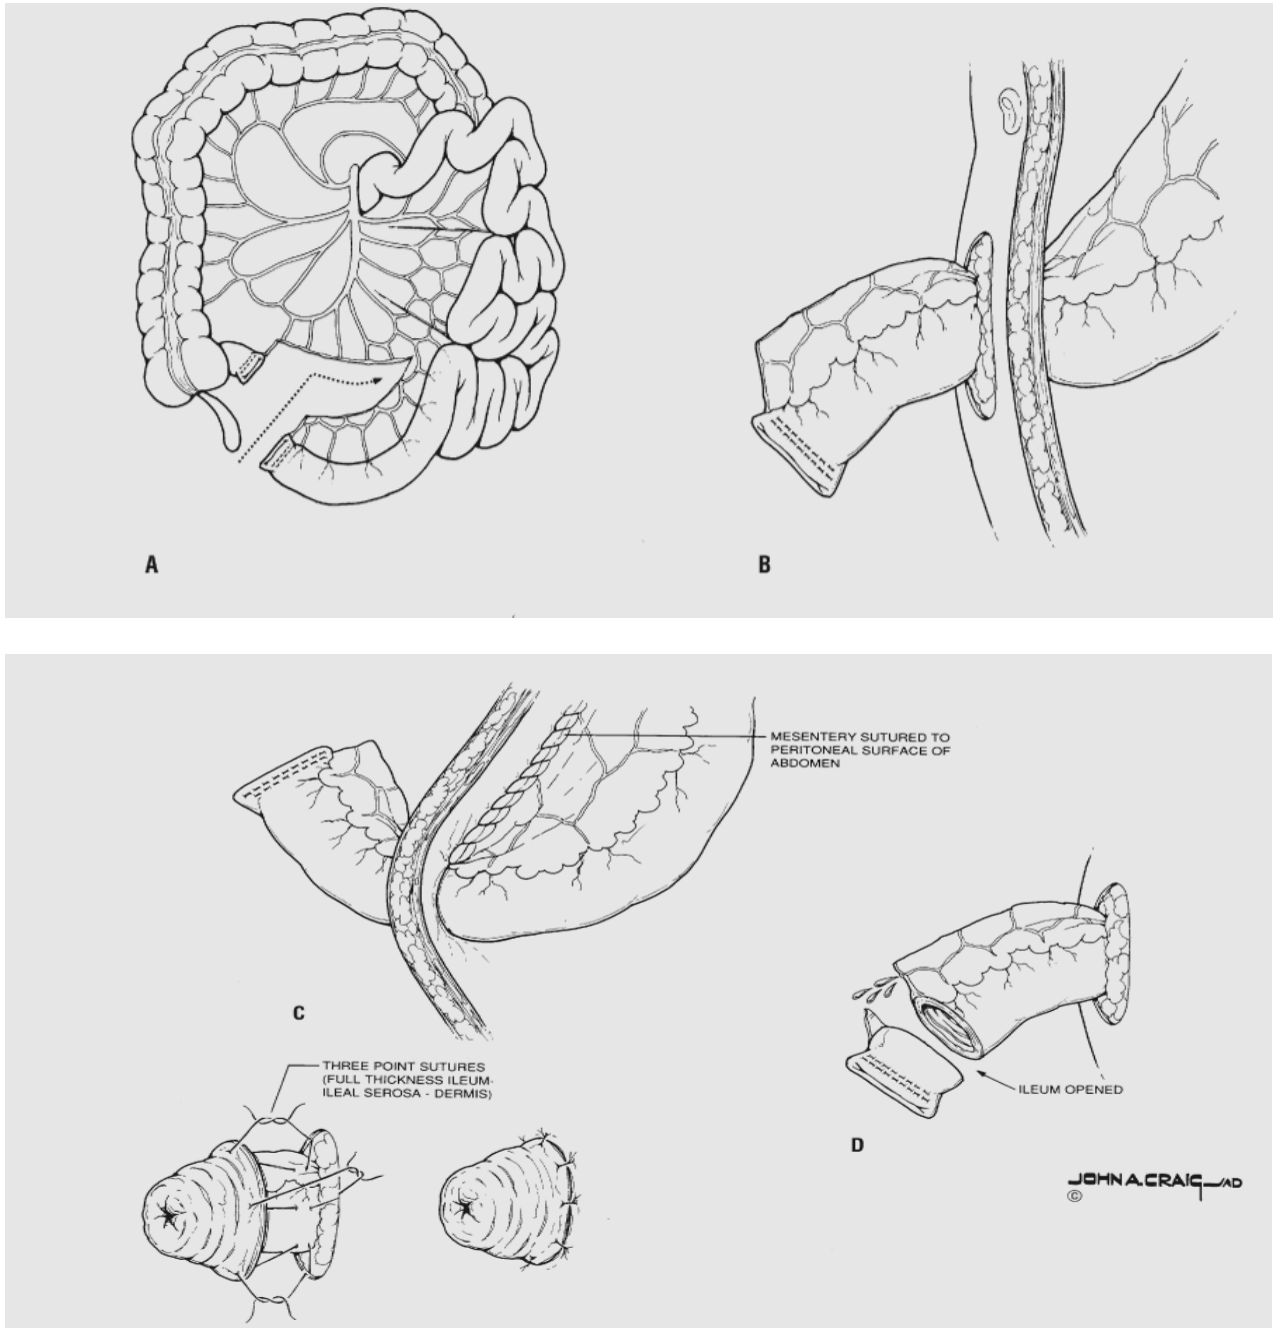 A
B
MESENTERY SUTURED TO
PERITONEAL SURFACE OF
ABDOMEN
C
THREE POINT SUTURES
(FULL THICKNESS ILEUM-
ILEAL SEROSA - DERMIS)
ILEUM OPENED
D
JOHN A. CRAIG MD
©